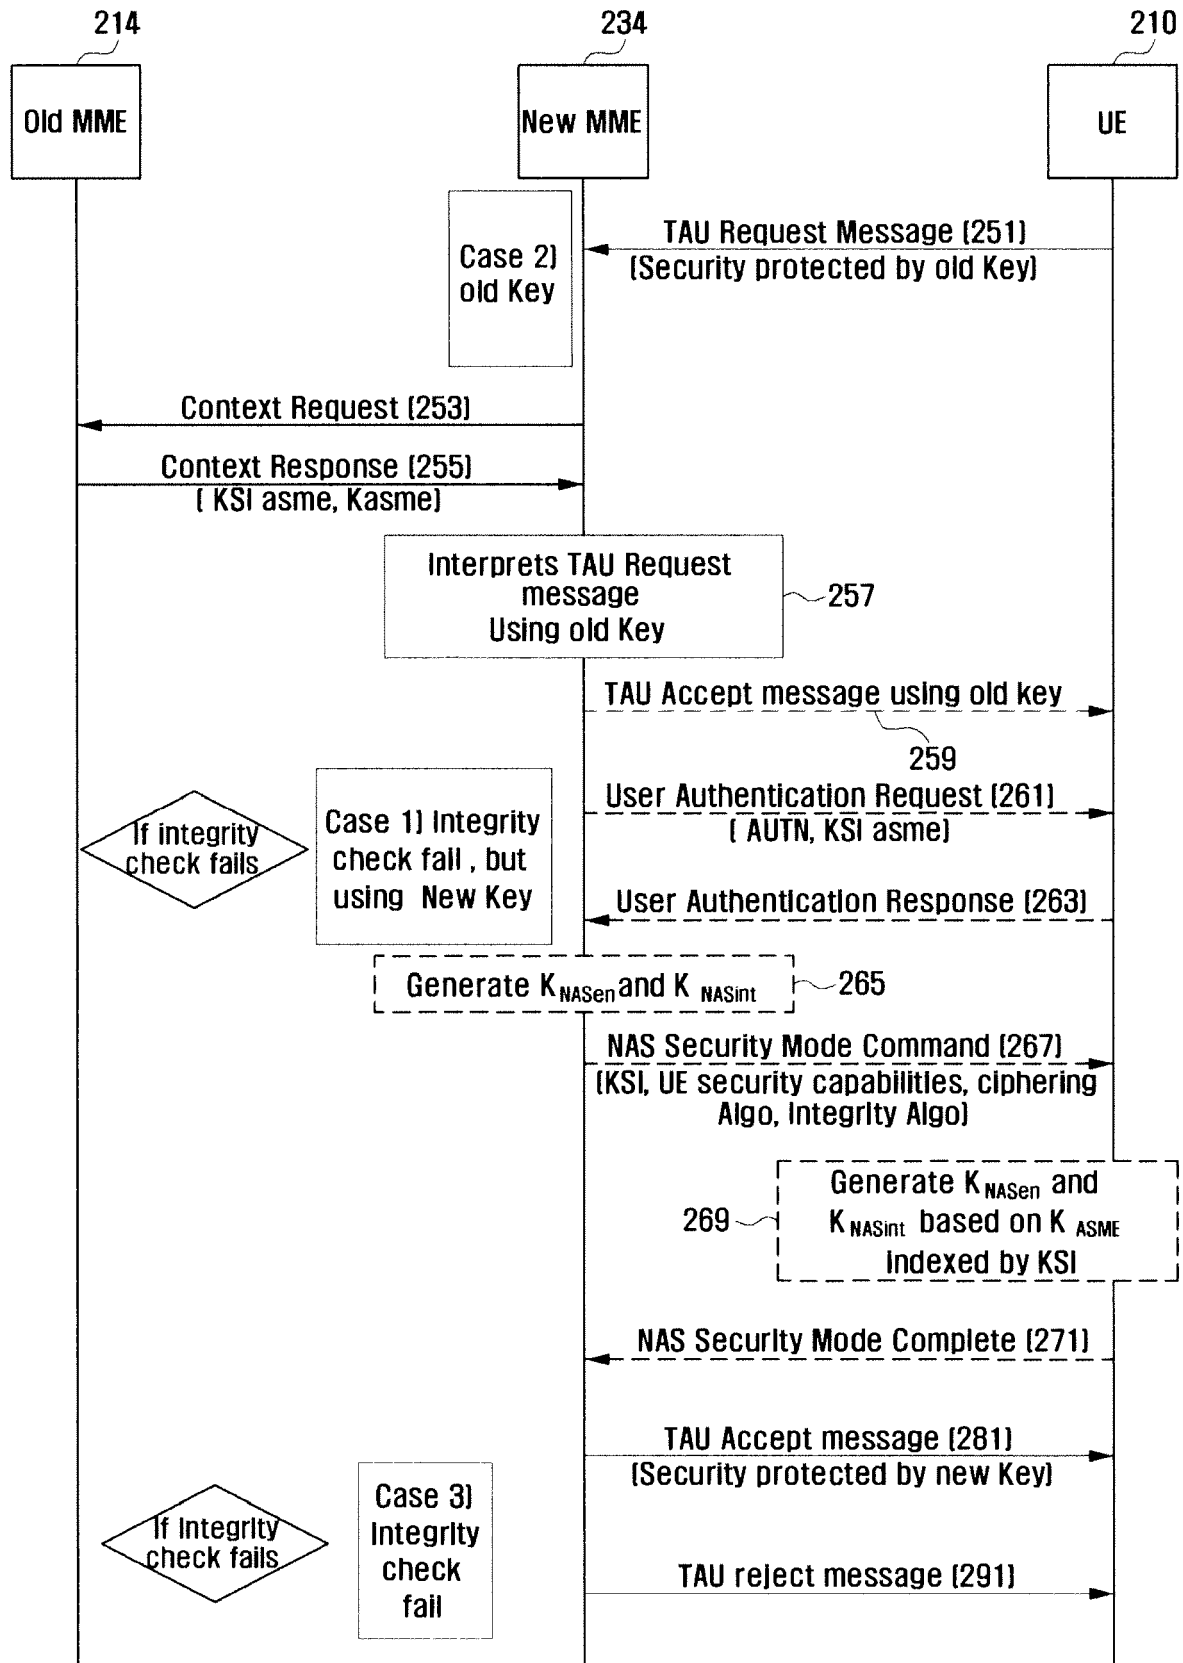 214
234
210
Old MME
New MME
UE
TAU Request Message (251)
(Security protected by old Key)
Case 2)
old Key
Context Request (253)
Context Response (255)
( KSI asme, Kasme)
Interprets TAU Request
message
Using old Key
257
TAU Accept message using old key
259
User Authentication Request (261)
( AUTN, KSI asme)
If integrity
check fails
Case 1) Integrity
check fail , but
using New Key
User Authentication Response (263)
Generate K NASen and K NASint
265
NAS Security Mode Command (267)
(KSI, UE security capabilities, ciphering
Algo, Integrity Algo)
Generate K NASen and
K NASint based on K ASME
indexed by KSI
269
NAS Security Mode Complete (271)
TAU Accept message (281)
(Security protected by new Key)
If Integrity
check fails
Case 3)
Integrity
check
fail
TAU reject message (291)